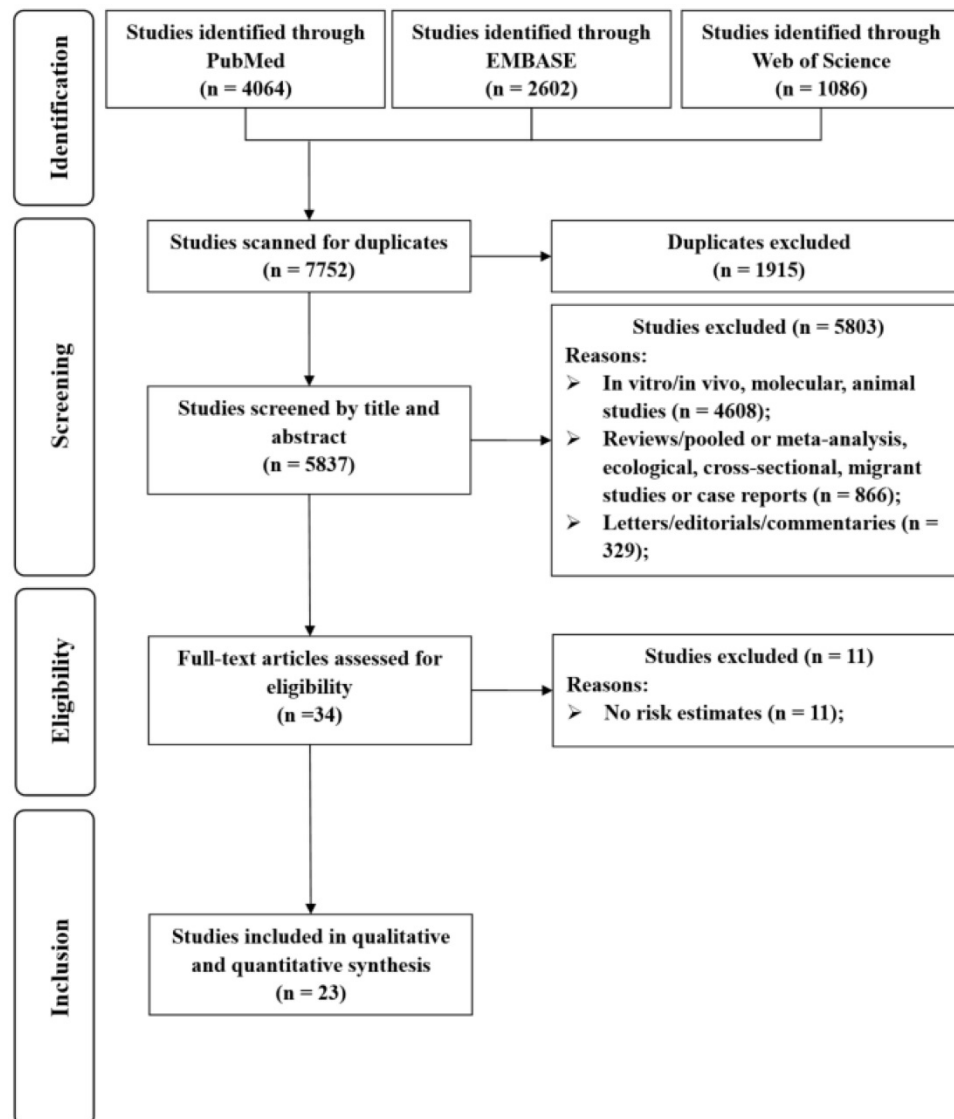 Identification
Studies identified through
PubMed
(n = 4064)
Studies identified through
EMBASE
(n = 2602)
Studies identified through
Web of Science
(n = 1086)
Screening
Studies scanned for duplicates
(n = 7752)
Duplicates excluded
(n = 1915)
Studies screened by title and
abstract
(n = 5837)
Studies excluded (n = 5803)
Reasons:
➢ In vitro/in vivo, molecular, animal
studies (n = 4608);
➢ Reviews/pooled or meta-analysis,
ecological, cross-sectional, migrant
studies or case reports (n = 866);
➢ Letters/editorials/commentaries (n =
329);
Eligibility
Full-text articles assessed for
eligibility
(n =34)
Studies excluded (n = 11)
Reasons:
➢ No risk estimates (n = 11);
Inclusion
Studies included in qualitative
and quantitative synthesis
(n = 23)